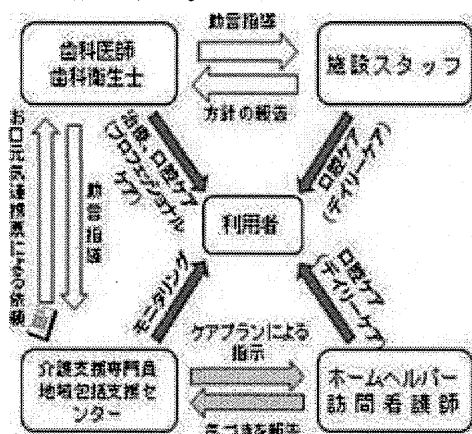 助言指導
歯科医師
歯科衛生士
施設スタッフ
方針の報告
治療、口腔ケア
(プロフェッショナル
ケア)
口腔ケア
(デイリーケア)
お口元気連携票による依頼
助言指導
利用者
モニタリング
口腔ケア
(デイリーケア)
ケアプランによる
指示
介護支援専門員
地域包括支援セ
ンター
ホームヘルパー
訪問看護師
気づきを報告